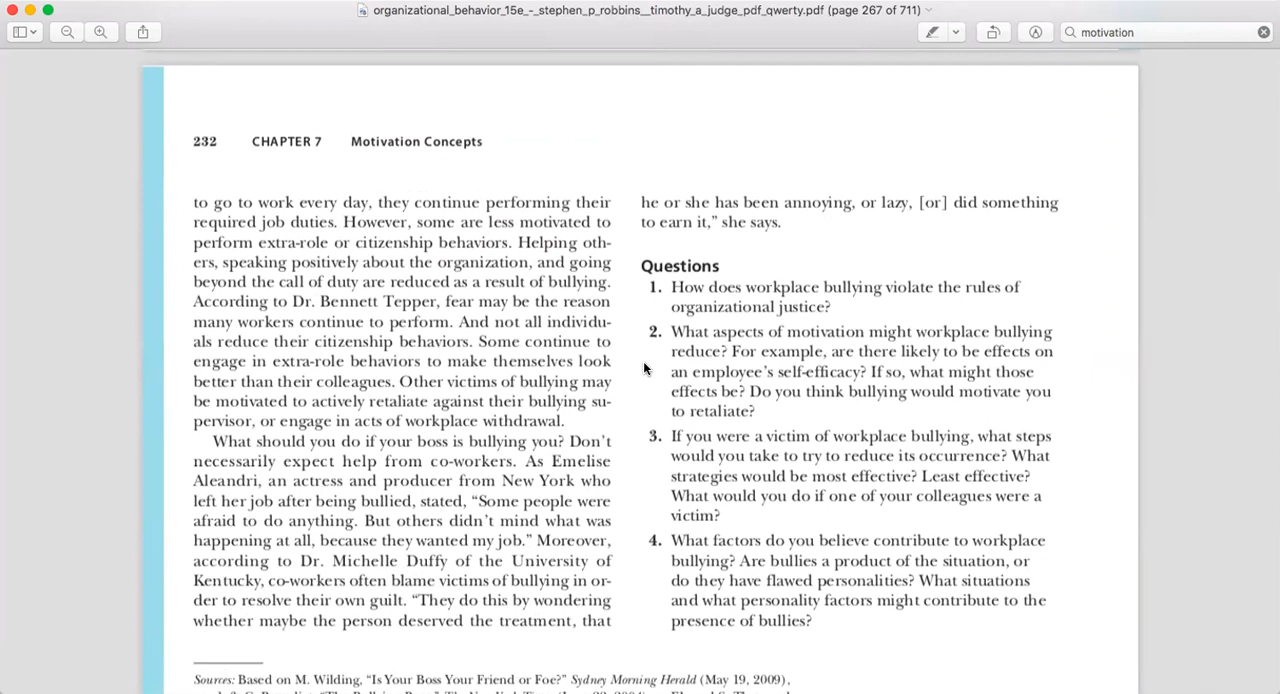 organizational_behavior_15e_-_stephen_p_robbins__timothy_a_judge_pdf_qwerty.pdf (page 267 of 711)
motivation
232 CHAPTER 7 Motivation Concepts
to go to work every day, they continue performing their
required job duties. However, some are less motivated to
perform extra-role or citizenship behaviors. Helping oth-
ers, speaking positively about the organization, and going
beyond the call of duty are reduced as a result of bullying.
According to Dr. Bennett Tepper, fear may be the reason
many workers continue to perform. And not all individu-
als reduce their citizenship behaviors. Some continue to
engage in extra-role behaviors to make themselves look
better than their colleagues. Other victims of bullying may
be motivated to actively retaliate against their bullying su-
pervisor, or engage in acts of workplace withdrawal.
What should you do if your boss is bullying you? Don't
necessarily expect help from co-workers. As Emelise
Aleandri, an actress and producer from New York who
left her job after being bullied, stated, “Some people were
afraid to do anything. But others didn't mind what was
happening at all, because they wanted my job.” Moreover,
according to Dr. Michelle Duffy of the University of
Kentucky, co-workers often blame victims of bullying in or-
der to resolve their own guilt. “They do this by wondering
whether maybe the person deserved the treatment, that
he or she has been annoying, or lazy, [or] did something
to earn it,” she says.
Questions
1. How does workplace bullying violate the rules of
organizational justice?
2. What aspects of motivation might workplace bullying
reduce? For example, are there likely to be effects on
an employee's self-efficacy? If so, what might those
effects be? Do you think bullying would motivate you
to retaliate?
3. If you were a victim of workplace bullying, what steps
would you take to try to reduce its occurrence? What
strategies would be most effective? Least effective?
What would you do if one of your colleagues were a
victim?
4. What factors do you believe contribute to workplace
bullying? Are bullies a product of the situation, or
do they have flawed personalities? What situations
and what personality factors might contribute to the
presence of bullies?
Sources: Based on M. Wilding, “Is Your Boss Your Friend or Foe?” Sydney Morning Herald (May 19, 2009),